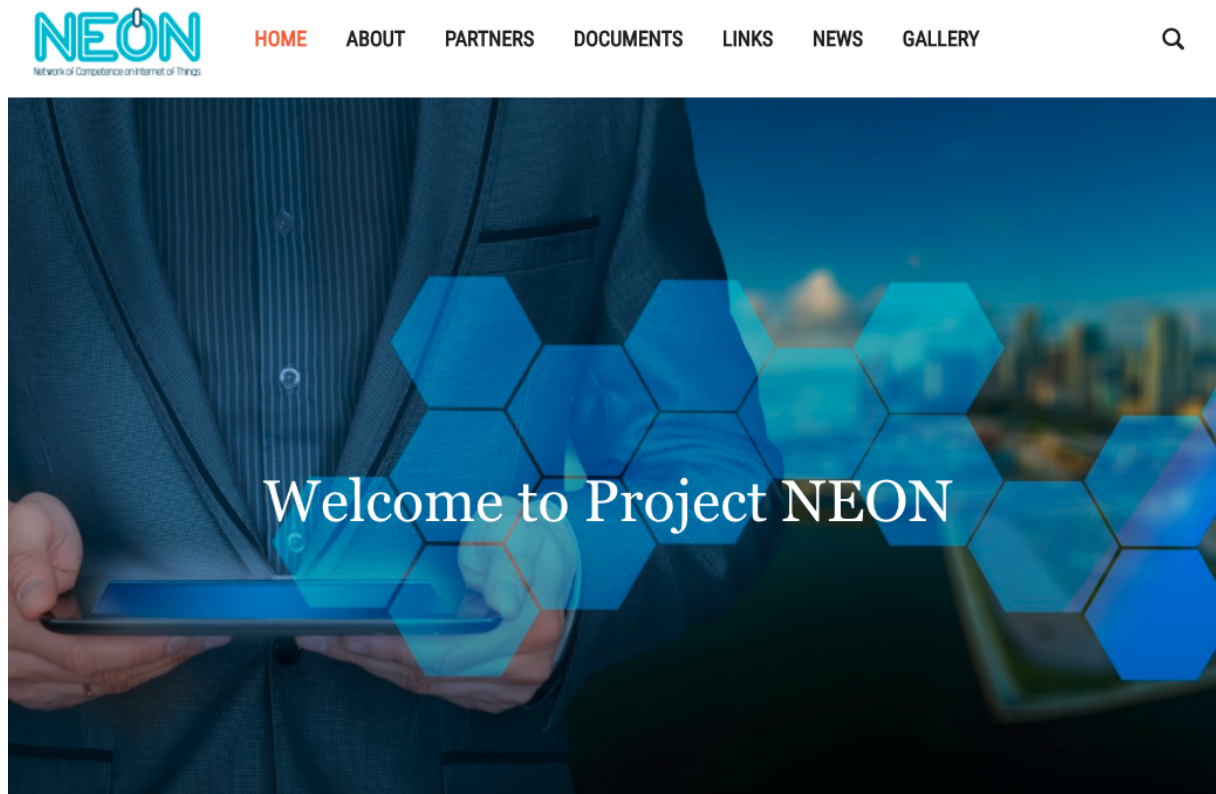 NEON
Network of Competence on Internet of Things
HOME ABOUT PARTNERS DOCUMENTS LINKS NEWS GALLERY
Welcome to Project NEON